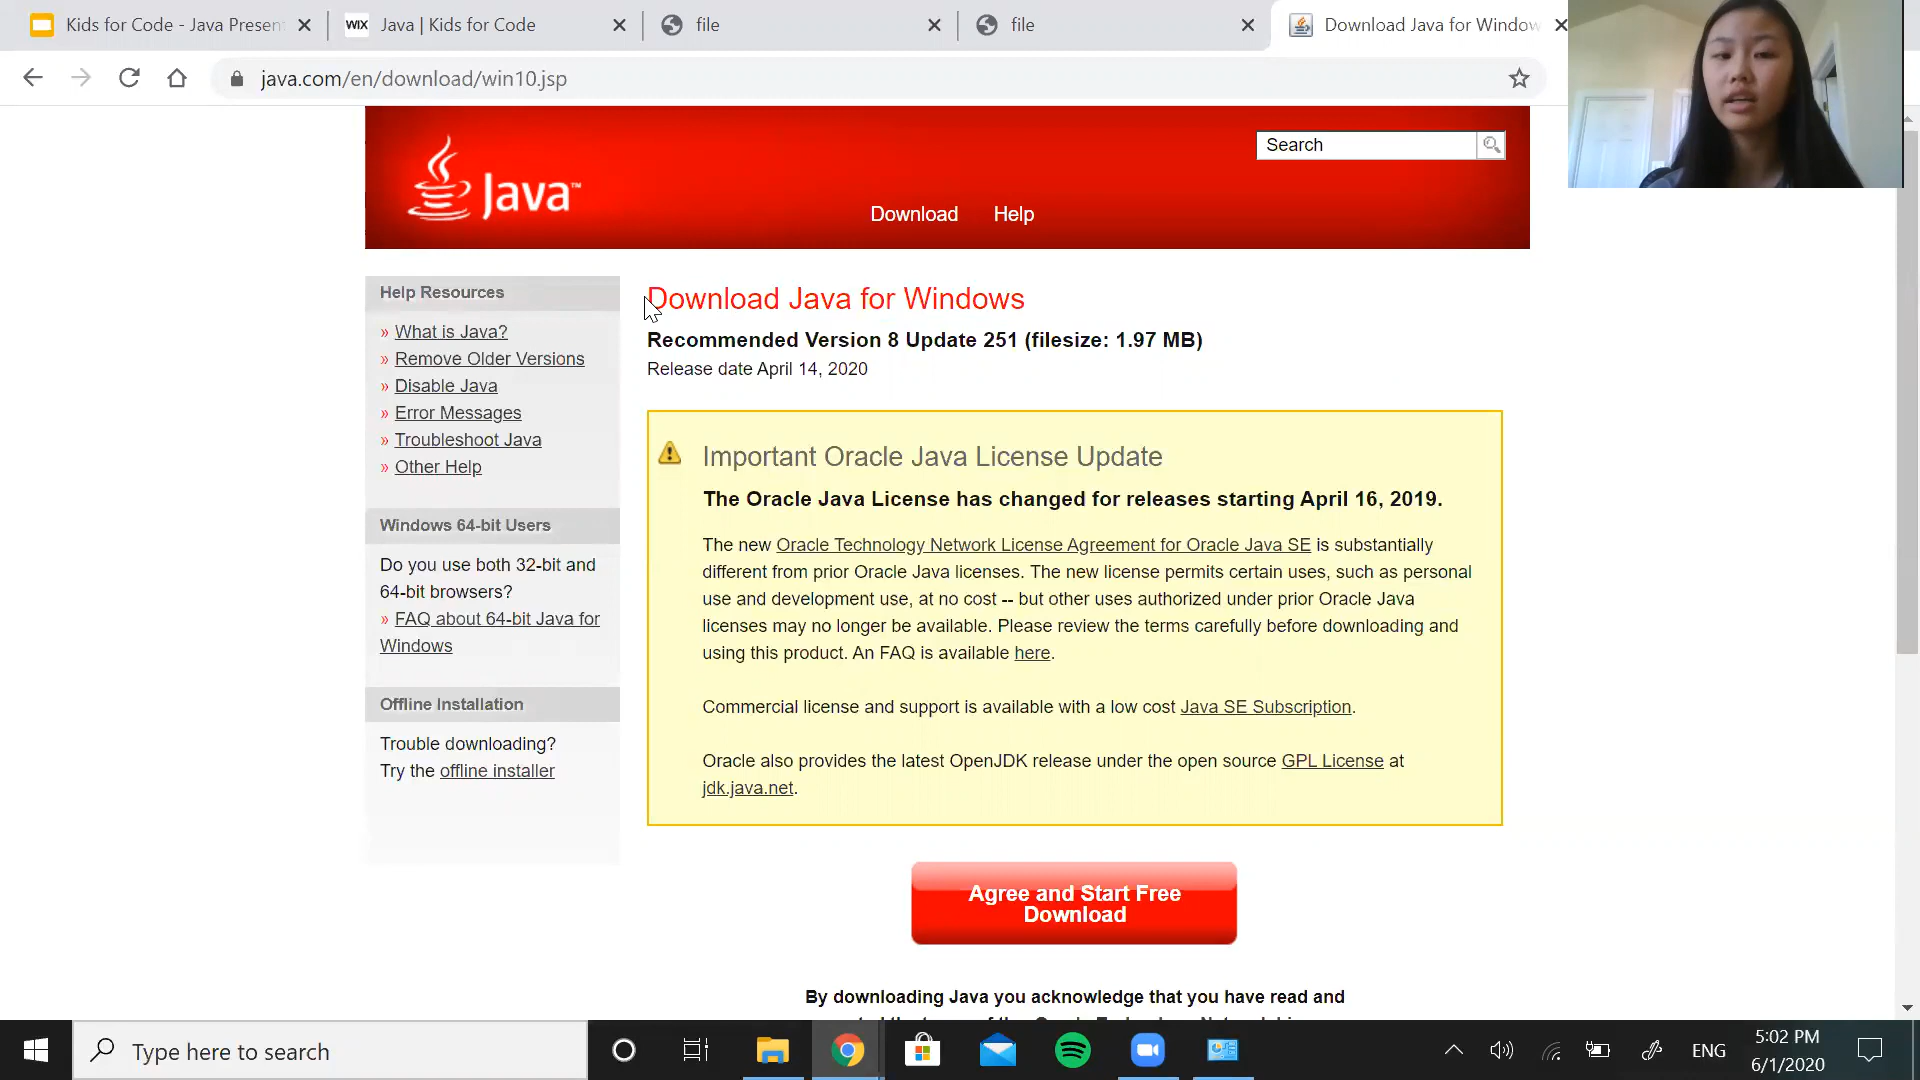 Kids for Code - Java Present
WIX Java | Kids for Code
file
file
Download Java for Window
java.com/en/download/win10.jsp
Java™
Search
Download Help
Help Resources
» What is Java?
» Remove Older Versions
» Disable Java
» Error Messages
» Troubleshoot Java
» Other Help
Windows 64-bit Users
Do you use both 32-bit and
64-bit browsers?
» FAQ about 64-bit Java for
Windows
Offline Installation
Trouble downloading?
Try the offline installer
Download Java for Windows
Recommended Version 8 Update 251 (filesize: 1.97 MB)
Release date April 14, 2020
Important Oracle Java License Update
The Oracle Java License has changed for releases starting April 16, 2019.
The new Oracle Technology Network License Agreement for Oracle Java SE is substantially
different from prior Oracle Java licenses. The new license permits certain uses, such as personal
use and development use, at no cost -- but other uses authorized under prior Oracle Java
licenses may no longer be available. Please review the terms carefully before downloading and
using this product. An FAQ is available here.
Commercial license and support is available with a low cost Java SE Subscription.
Oracle also provides the latest OpenJDK release under the open source GPL License at
jdk.java.net.
Agree and Start Free
Download
By downloading Java you acknowledge that you have read and
Type here to search
ENG
5:02 PM
6/1/2020